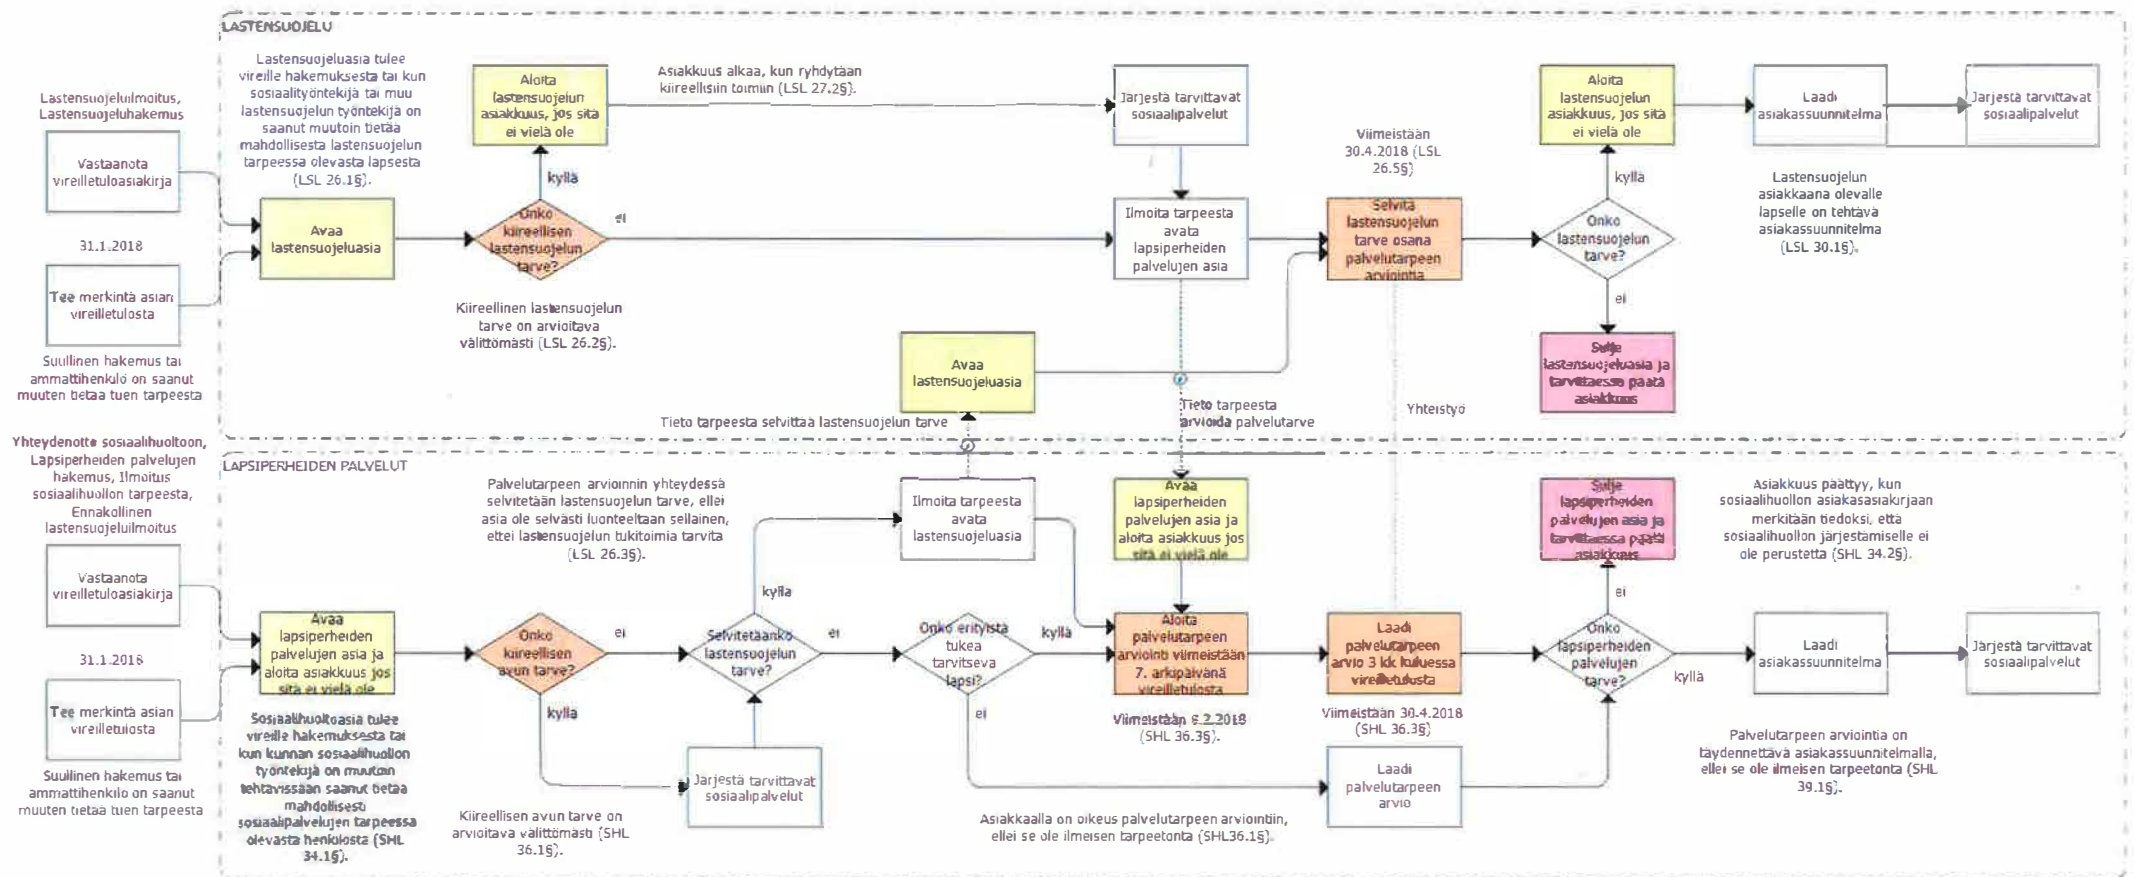 LASTENSUOJELU
Lastensuojeluilmoitus,
Lastensuojeluhakemus
Vastaanota
vireilletuloasiakirja
31.1.2018
Tee merkintä asian
vireilletulosta
Suullinen hakemus tai
ammattihenkilö on saanut
muuten tietää tuen tarpeesta
Lastensuojeluasia tulee
vireille hakemuksesta tai kun
sosiaalityöntekijä tai muu
lastensuojelun työntekijä on
saanut muutoin tietää
mahdollisesta lastensuojelun
tarpeessa olevasta lapsesta
(LSL 26.1§).
Avaa
lastensuojeluasia
Aloita
lastensuojelun
asiakkuus, jos sitä
ei vielä ole
kyllä
Onko
kiireellisen
lastensuojelun
tarve?
ei
Kiireellinen lastensuojelun
tarve on arvioitava
välittömästi (LSL 26.2§).
Asiakkuus alkaa, kun ryhdytään
kiireellisiin toimiin (LSL 27.2§).
Järjestä tarvittavat
sosiaalipalvelut
Ilmoita tarpeesta
avata
lapsiperheiden
palvelujen asia
Avaa
lastensuojeluasia
Tieto tarpeesta selvittää lastensuojelun tarve
Tieto tarpeesta
arvioida palvelutarve
Viimeistään
30.4.2018 (LSL
26.5§)
Selvitä
lastensuojelun
tarve osana
palvelutarpeen
arviointia
Yhteistyö
Aloita
lastensuojelun
asiakkuus, jos sitä
ei vielä ole
kyllä
Onko
lastensuojelun
tarve?
ei
Sulje
lastensuojeluasia ja
tarvittaessa päätä
asiakkuus
Laadi
asiakassuunnitelma
Järjestä tarvittavat
sosiaalipalvelut
Lastensuojelun
asiakkaana olevalle
lapselle on tehtävä
asiakassuunnitelma
(LSL 30.1§).
LAPSIPERHEIDEN PALVELUT
Yhteydenotto sosiaalihuoltoon,
Lapsiperheiden palvelujen
hakemus, Ilmoitus
sosiaalihuollon tarpeesta,
Ennakollinen
lastensuojeluilmoitus
Vastaanota
vireilletuloasiakirja
31.1.2018
Tee merkintä asian
vireilletulosta
Suullinen hakemus tai
ammattihenkilö on saanut
muuten tietää tuen tarpeesta
Avaa
lapsiperheiden
palvelujen asia ja
aloita asiakkuus jos
sitä ei vielä ole
Sosiaalihuoltoasia tulee
vireille hakemuksesta tai
kun kunnan sosiaalihuollon
työntekijä on muutoin
tehtävissään saanut tietää
mahdollisesti
sosiaalipalvelujen tarpeessa
olevasta henkilöstä (SHL
34.1§).
Onko
kiireellisen
avun tarve?
ei
kyllä
Kiireellisen avun tarve on
arvioitava välittömästi (SHL
36.1§).
Palvelutarpeen arvioinnin yhteydessä
selvitetään lastensuojelun tarve, ellei
asia ole selvästi luonteeltaan sellainen,
ettei lastensuojelun tukitoimia tarvita
(LSL 26.3§).
kyllä
Selvitetäänkö
lastensuojelun
tarve?
ei
Järjestä tarvittavat
sosiaalipalvelut
Ilmoita tarpeesta
avata
lastensuojeluasia
Onko erityistä
tukea
tarvitseva
lapsi?
kyllä
ei
Avaa
lapsiperheiden
palvelujen asia ja
aloita asiakkuus jos
sitä ei vielä ole
Aloita
palvelutarpeen
arviointi viimeistään
7. arkipäivänä
vireilletulosta
Viimeistään 6.2.2018
(SHL 36.3§).
Asiakkaalla on oikeus palvelutarpeen arviointiin,
ellei se ole ilmeisen tarpeetonta (SHL36.1§).
Laadi
palvelutarpeen
arvio 3 kk kuluessa
vireilletulosta
Viimeistään 30.4.2018
(SHL 36.3§)
Laadi
palvelutarpeen
arvio
Sulje
lapsiperheiden
palvelujen asia ja
tarvittaessa päätä
asiakkuus
ei
Onko
lapsiperheiden
palvelujen
tarve?
kyllä
Asiakkuus päättyy, kun
sosiaalihuollon asiakasasiakirjaan
merkitään tiedoksi, että
sosiaalihuollon järjestämiselle ei
ole perustetta (SHL 34.2§).
Laadi
asiakassuunnitelma
Järjestä tarvittavat
sosiaalipalvelut
Palvelutarpeen arviointia on
täydennettävä asiakassuunnitelmalla,
ellei se ole ilmeisen tarpeetonta (SHL
39.1§).